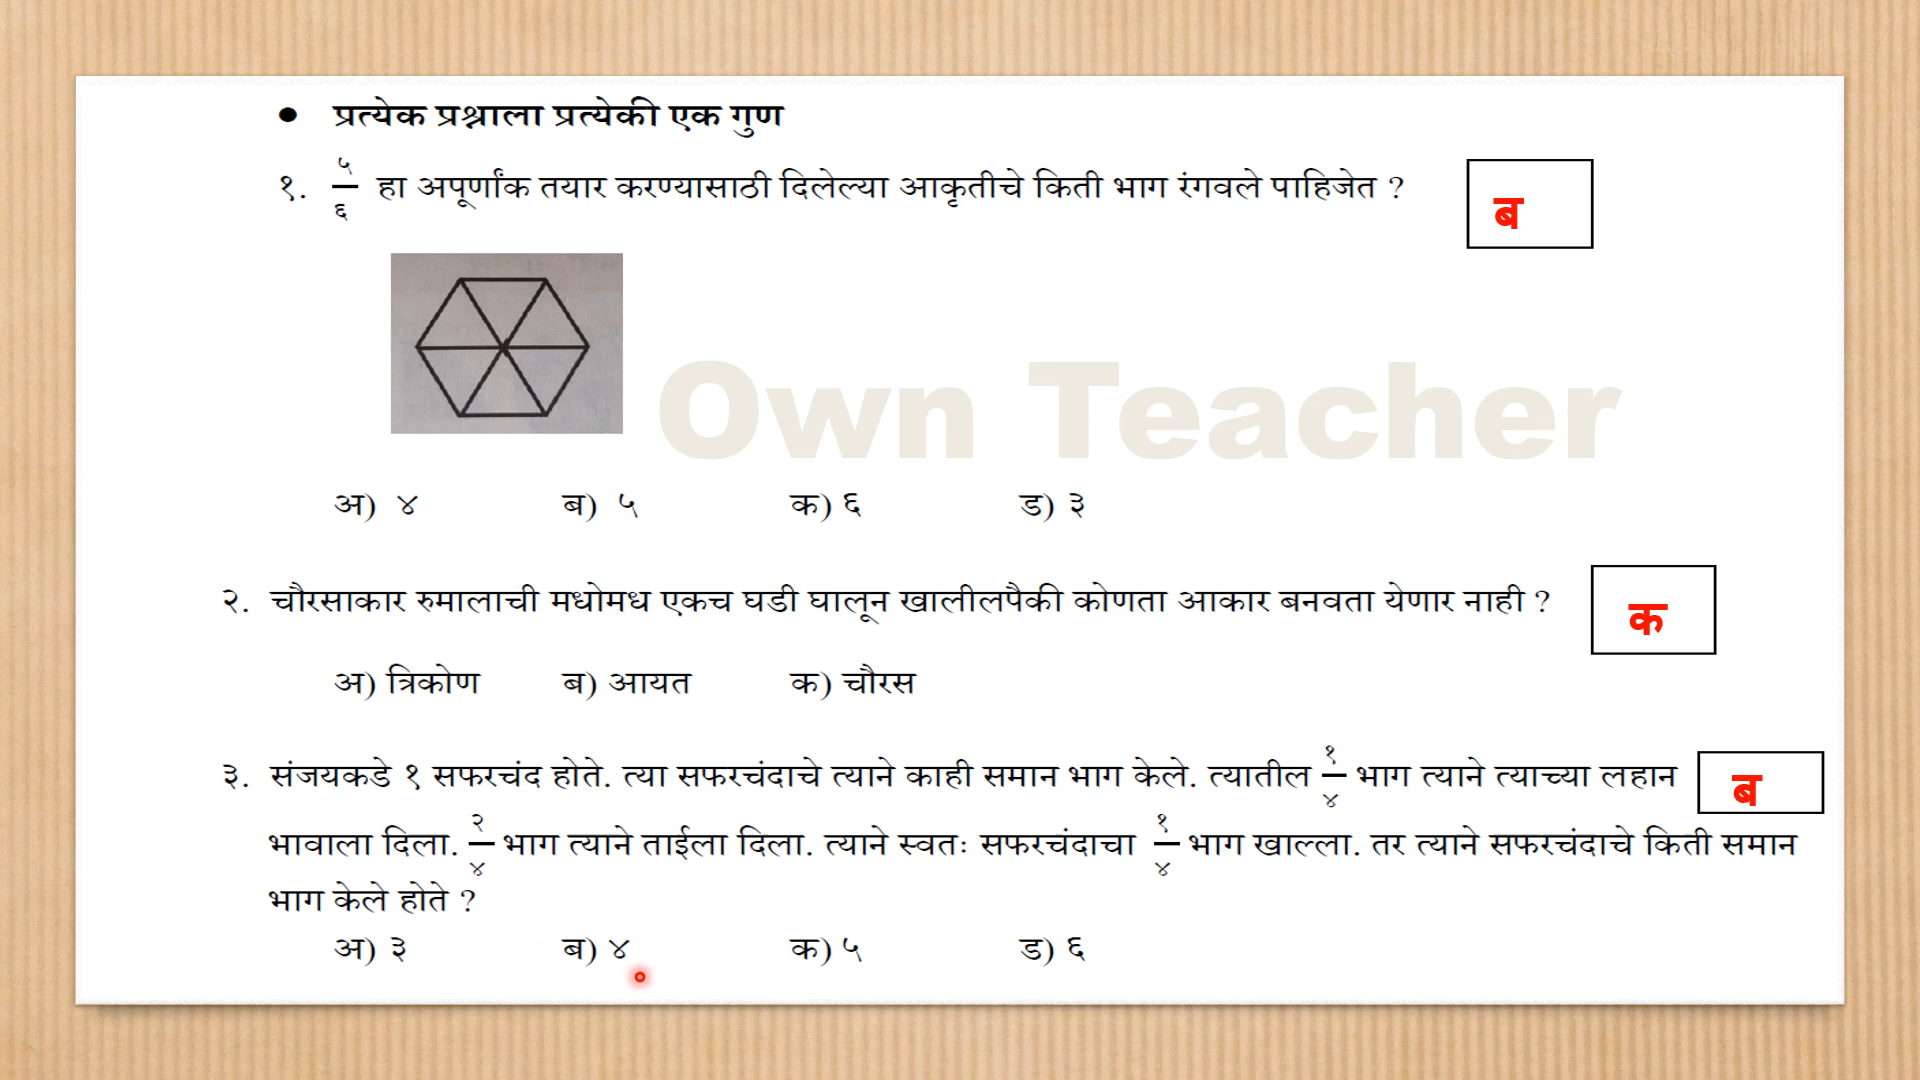 • प्रत्येक प्रश्नाला प्रत्येकी एक गुण
१. ५/६ हा अपूर्णांक तयार करण्यासाठी दिलेल्या आकृतीचे किती भाग रंगवले पाहिजेत ? ब
Own Teacher
अ) ४ ब) ५ क) ६ ड) ३
२. चौरसाकार रुमालाची मधोमध एकच घडी घालून खालीलपैकी कोणता आकार बनवता येणार नाही ? क
अ) त्रिकोण ब) आयत क) चौरस
३. संजयकडे १ सफरचंद होते. त्या सफरचंदाचे त्याने काही समान भाग केले. त्यातील १/४ भाग त्याने त्याच्या लहान ब
भावाला दिला. २/४ भाग त्याने ताईला दिला. त्याने स्वतः सफरचंदाचा १/४ भाग खाल्ला. तर त्याने सफरचंदाचे किती समान
भाग केले होते ?
अ) ३ ब) ४ क) ५ ड) ६